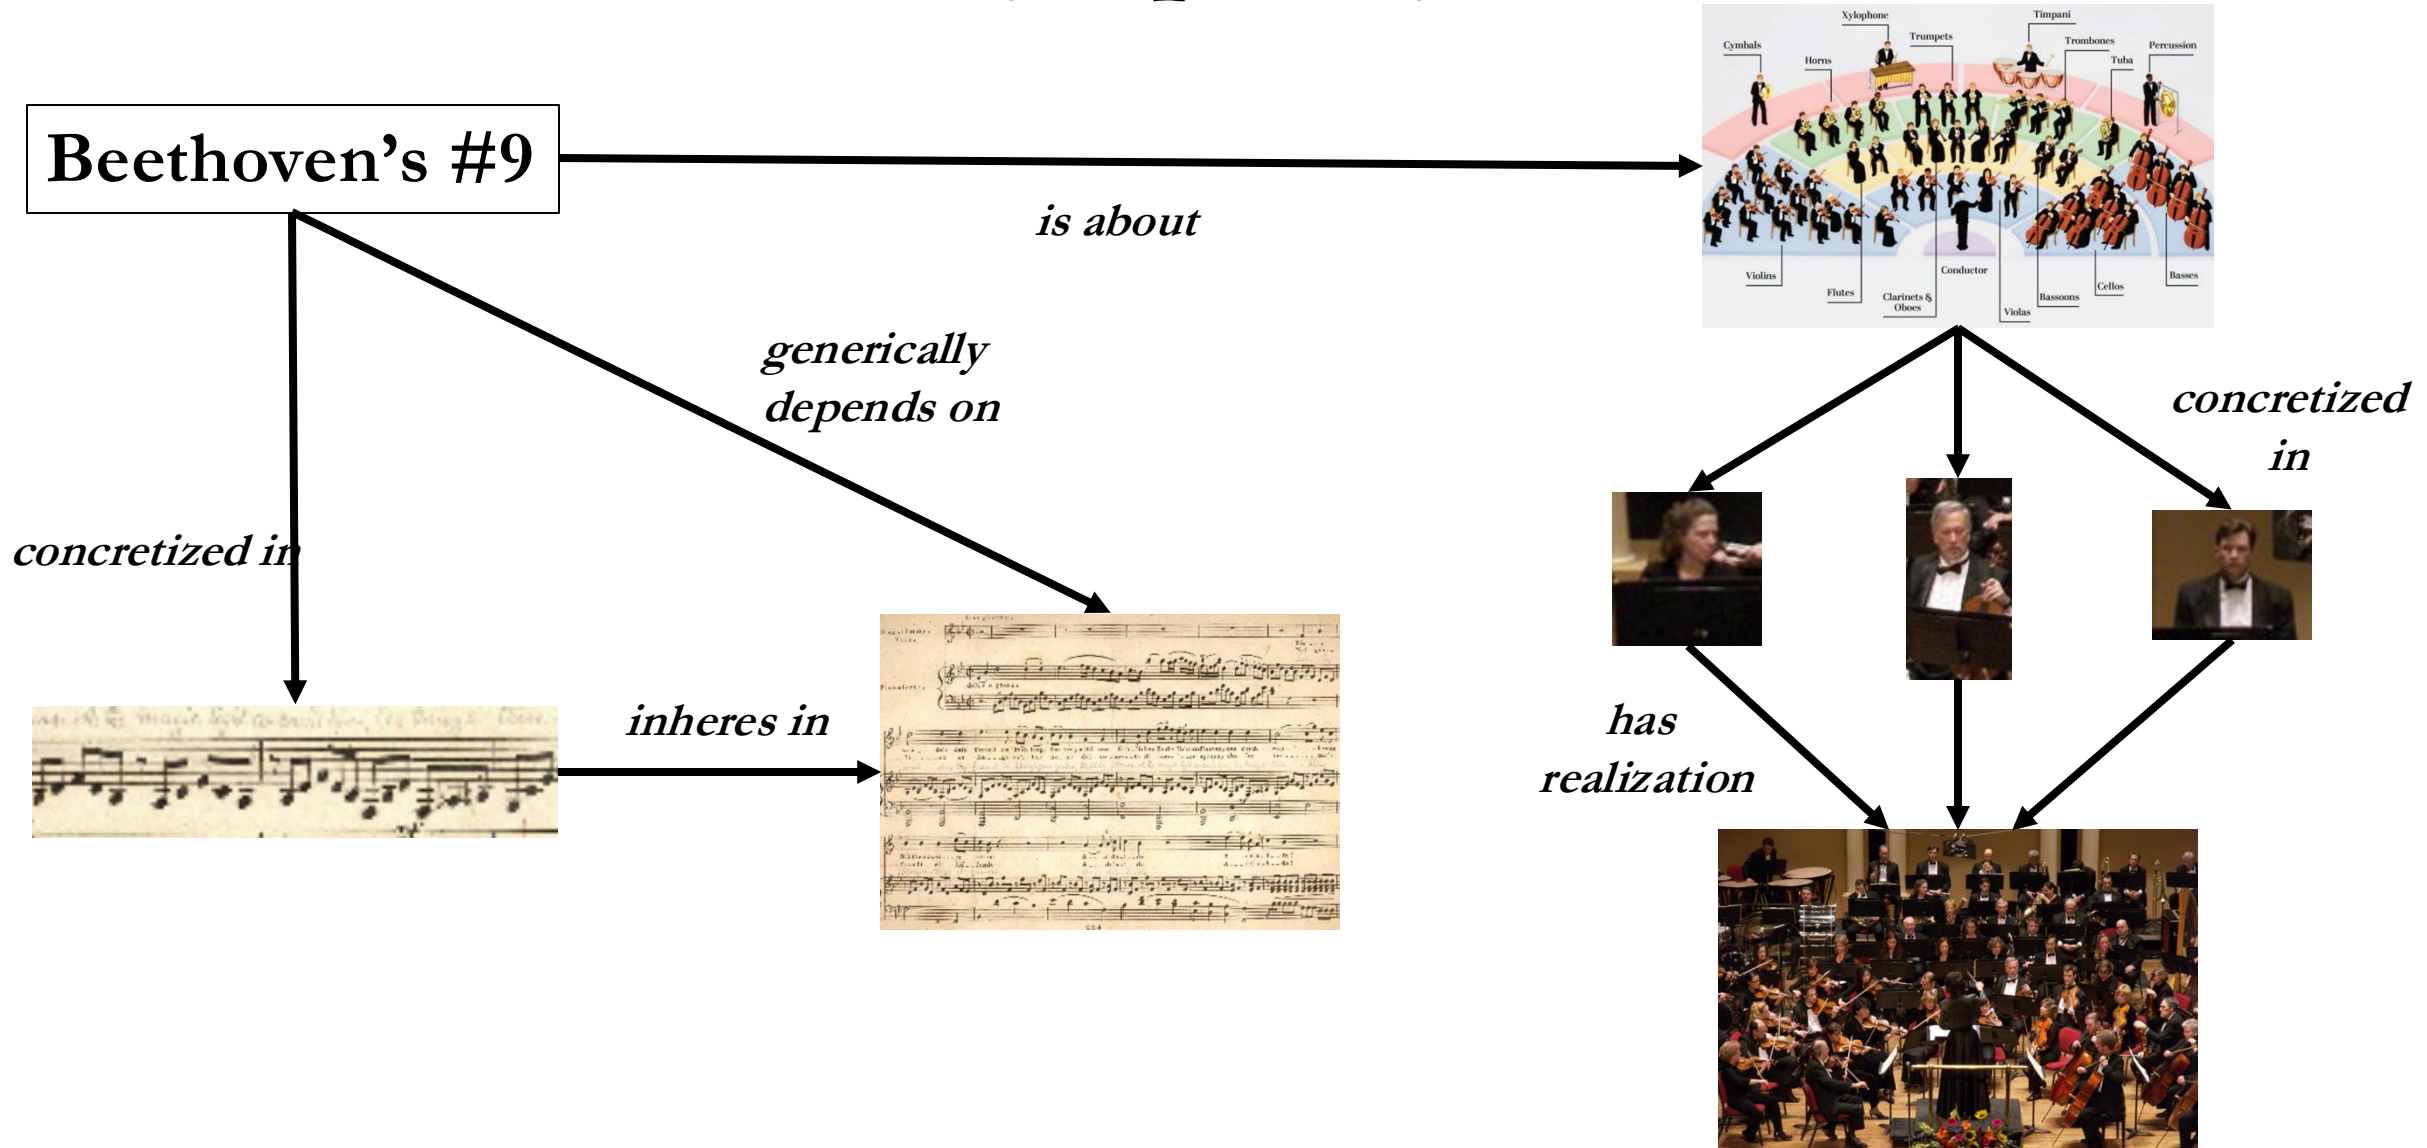 Xylophone
Timpani
Cymbals
Horns
Trumpets
Trombones
Tuba
Percussion
Beethoven's #9
is about
Violins
Flutes
Clarinets &
Oboes
Conductor
Violas
Bassoons
Cellos
Basses
generically
depends on
concretized
in
concretized in
inheres in
has
realization